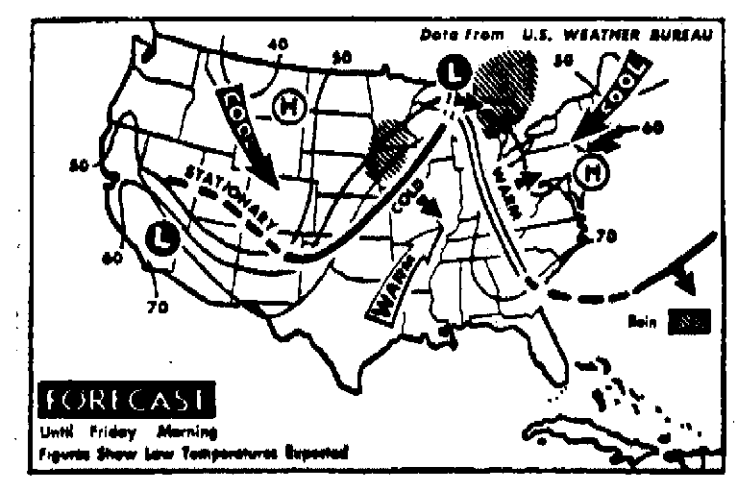 Data From U.S. WEATHER BUREAU
40
50
L
50
COOL
H
COOL
60
50
STATIONARY
COLD
WARM
H
L
60
70
WARM
70
Rain
FORECAST
Until Friday Morning
Figures Show Low Temperatures Expected